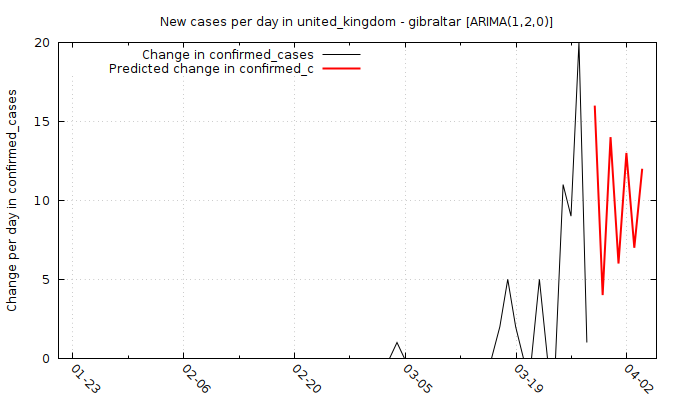 New cases per day in united_kingdom - gibraltar [ARIMA(1,2,0)]
Change in confirmed_cases
Predicted change in confirmed_c
Change per day in confirmed_cases
20
15
10
5
0
01-23
02-06
02-20
03-05
03-19
04-02